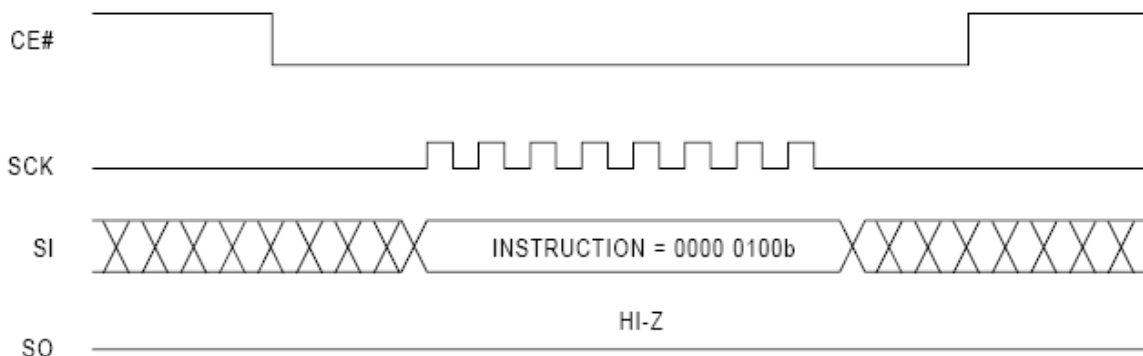 CE#
SCK
SI
INSTRUCTION = 0000 0100b
HI-Z
SO